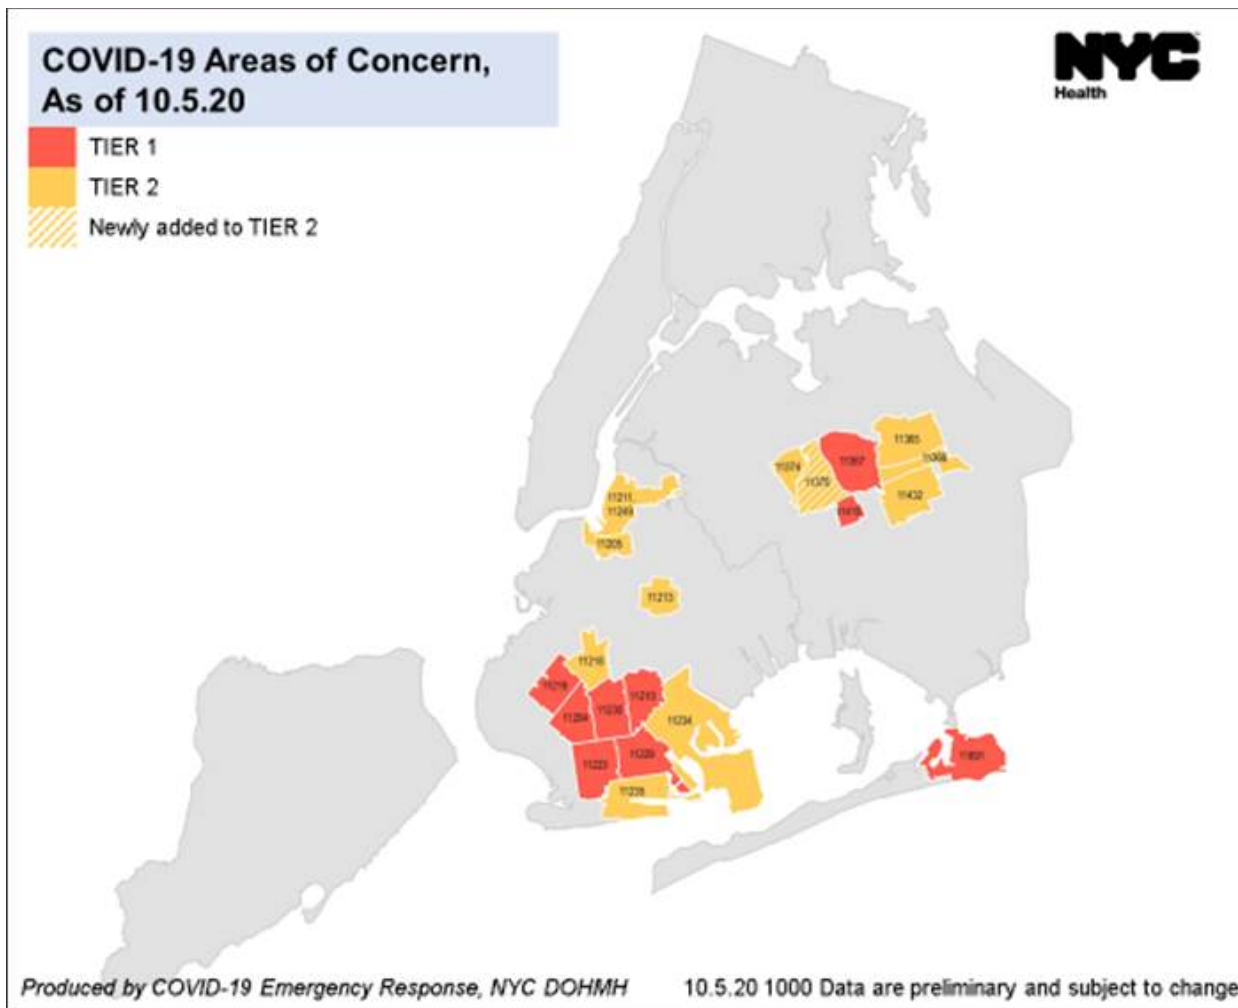 COVID-19 Areas of Concern,
As of 10.5.20
NYC
Health
TIER 1
TIER 2
Newly added to TIER 2
11374
11375
11367
11365
11432
11211
11249
11205
11213
11218
11219
11204
11230
11234
11223
11229
11235
11691
Produced by COVID-19 Emergency Response, NYC DOHMH
10.5.20 1000 Data are preliminary and subject to change